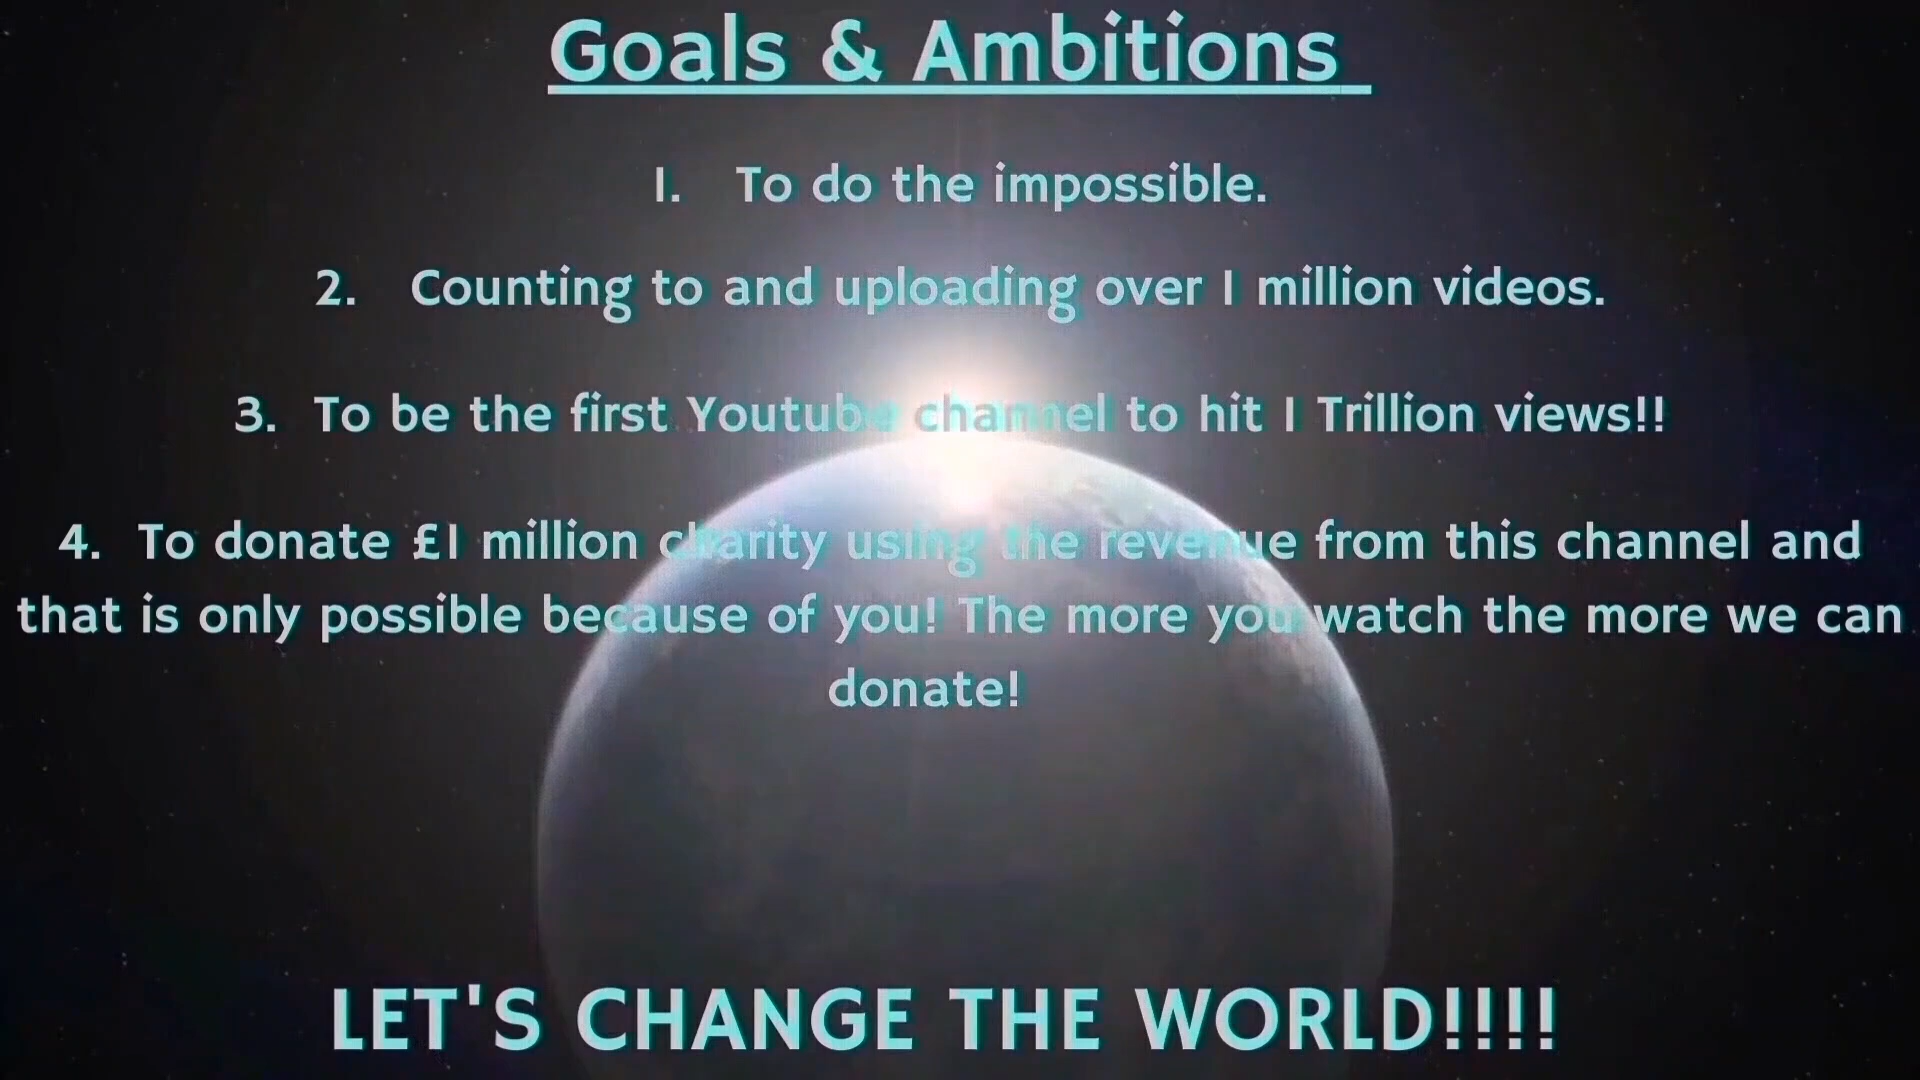 Goals & Ambitions
1. To do the impossible.
2. Counting to and uploading over 1 million videos.
3. To be the first Youtube channel to hit 1 Trillion views!!
4. To donate £1 million charity using the revenue from this channel and
that is only possible because of you! The more you watch the more we can
donate!
LET'S CHANGE THE WORLD!!!!